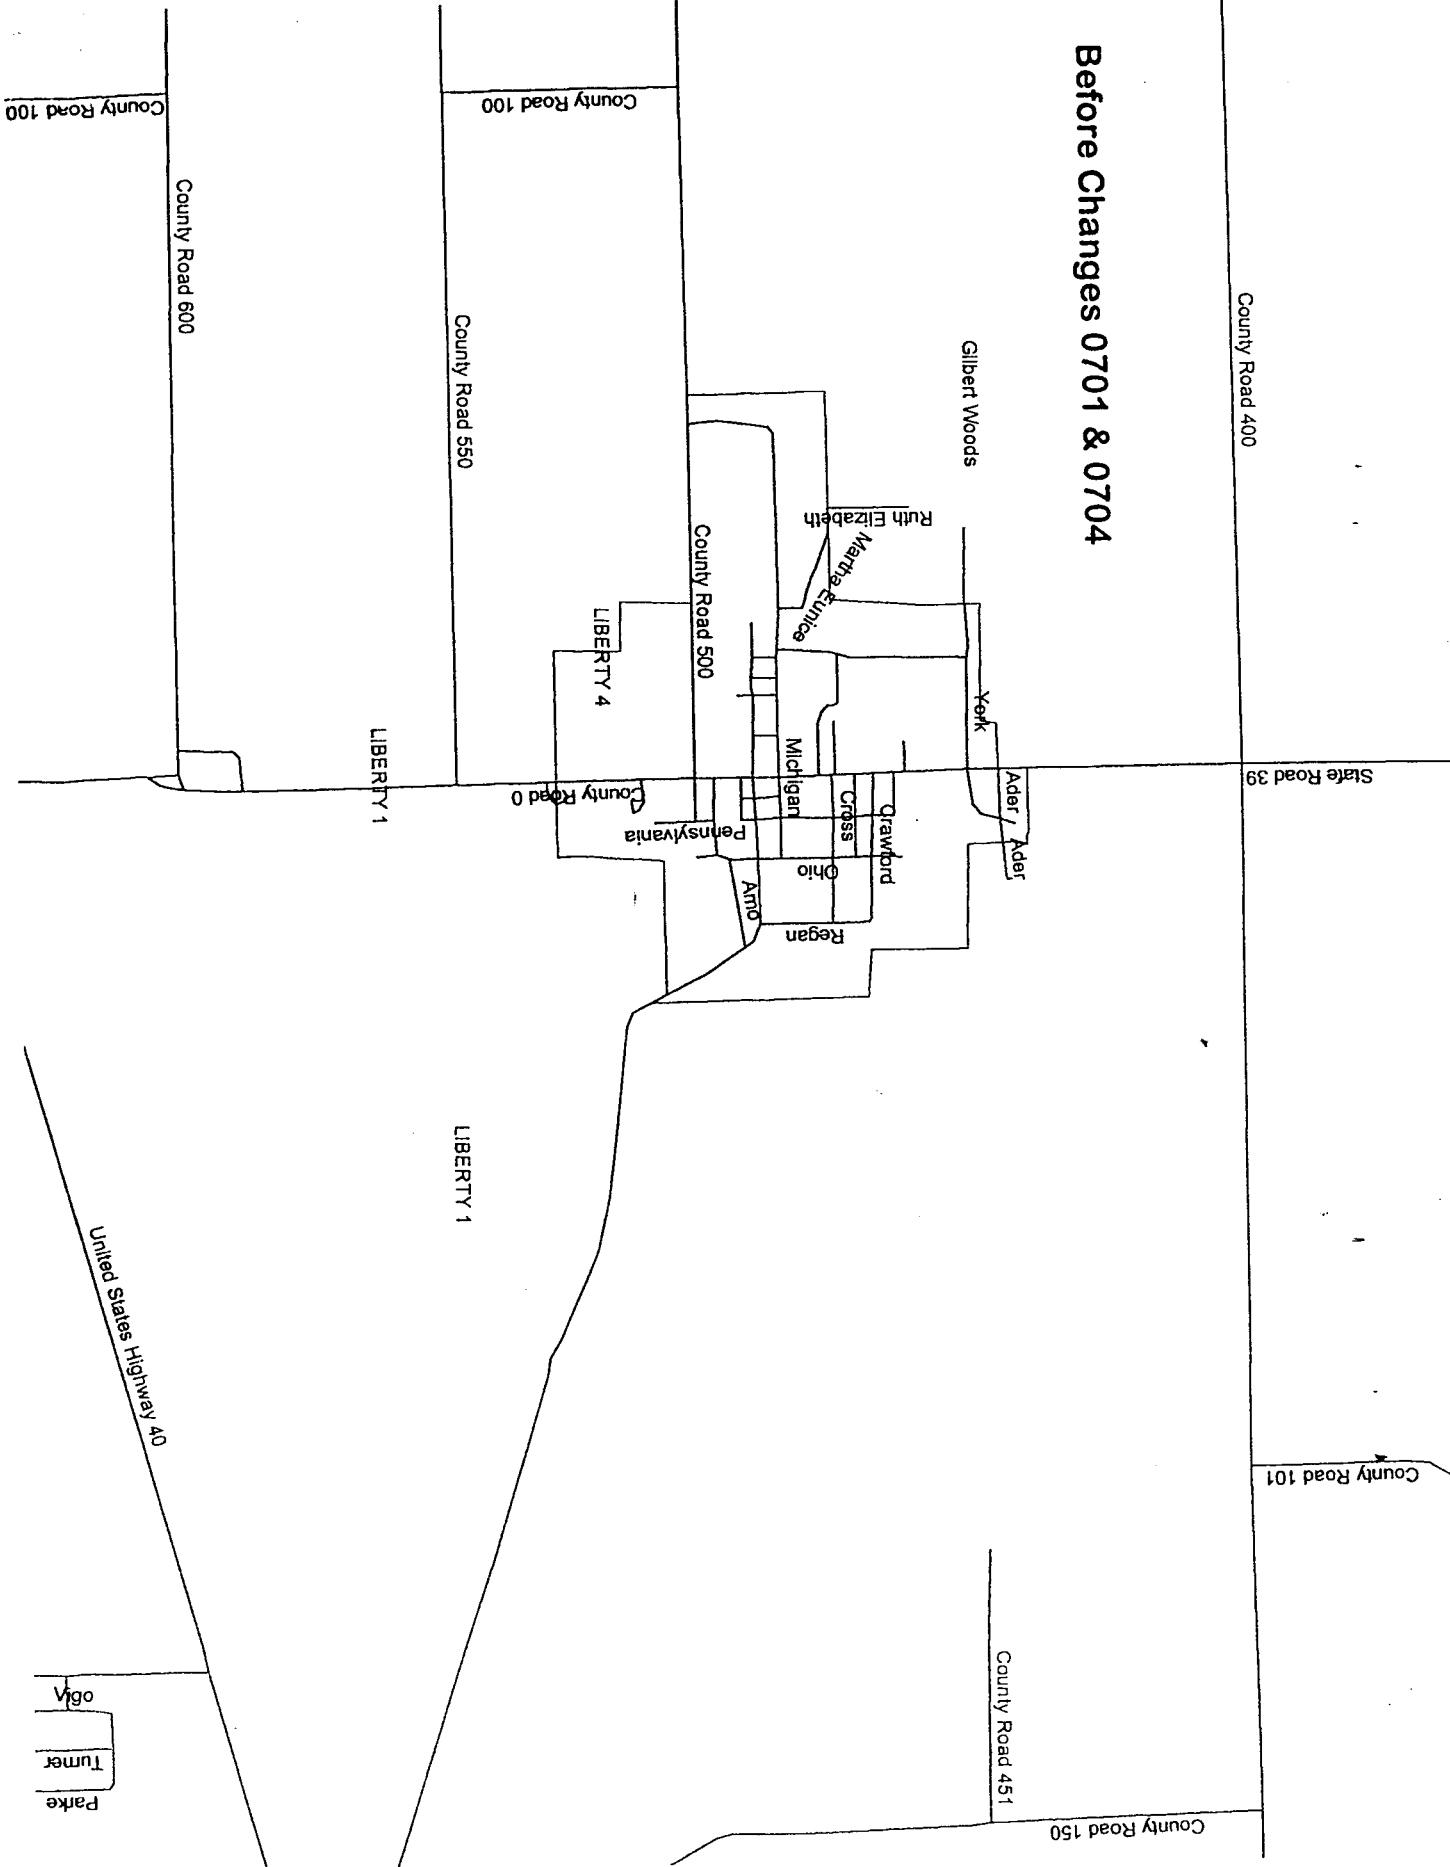 Before Changes 0701 & 0704
County Road 400
State Road 39
County Road 101
County Road 150
County Road 451
Gilbert Woods
Ruth Elizabeth
Martha Eunice
York
Ader
Ader
Crawford
Cross
Michigan
Ohio
Regan
Amo
Pennsylvania
County Road 500
County Road 0
LIBERTY 4
LIBERTY 1
LIBERTY 1
County Road 100
County Road 550
County Road 100
County Road 600
United States Highway 40
Vigo
Turner
Parke